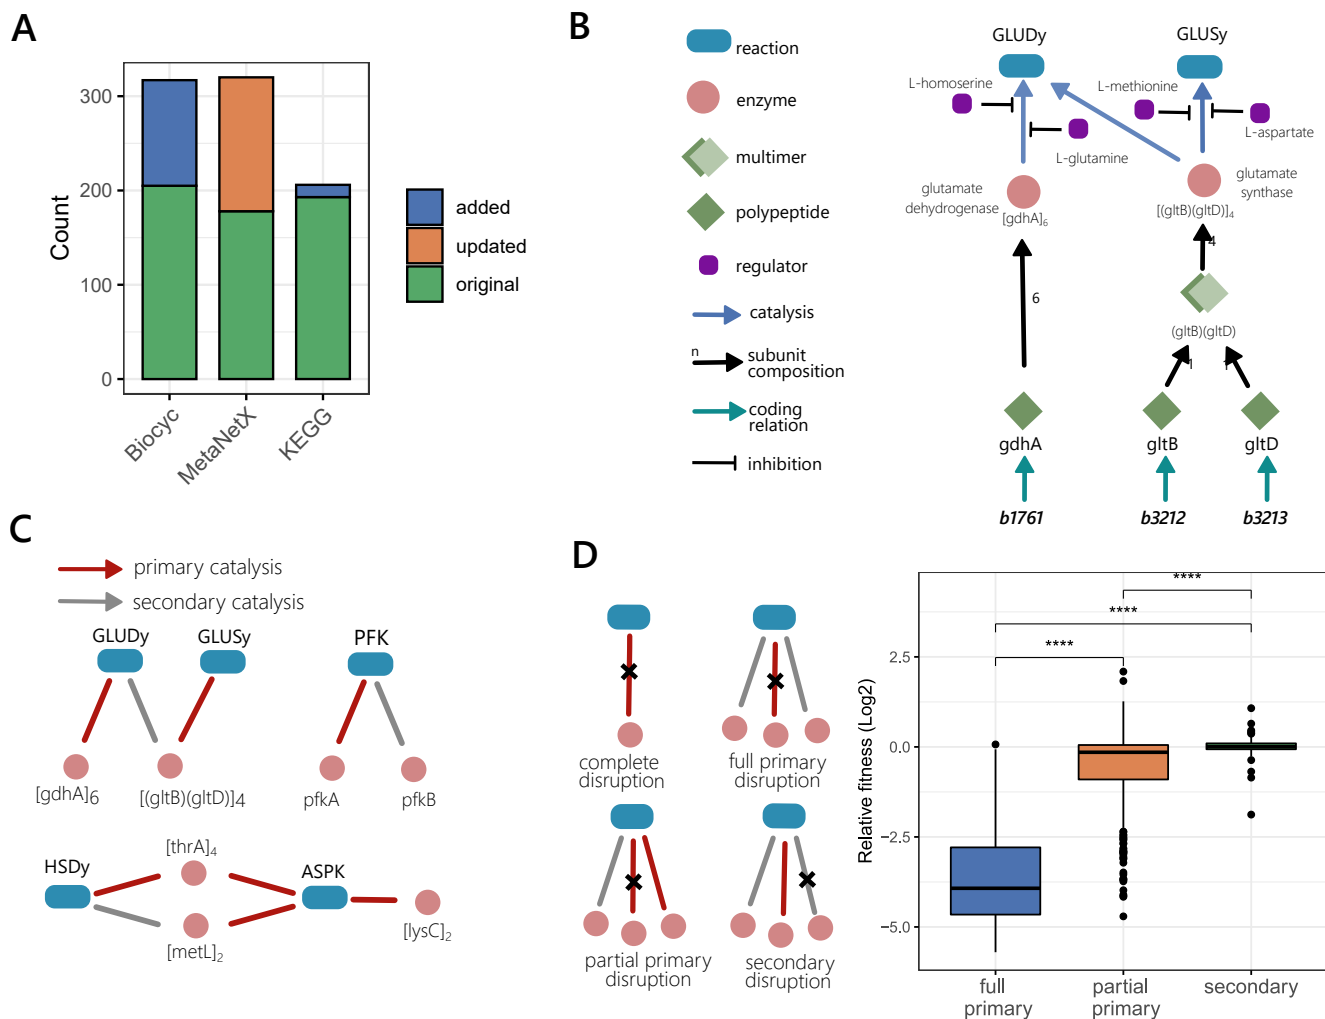 A
Count
300
200
100
0
Biocyc
MetaNetX
KEGG
added
updated
original
B
reaction
enzyme
multimer
polypeptide
regulator
catalysis
n
subunit
composition
coding
relation
inhibition
GLUDy
GLUSy
L-homoserine
L-methionine
L-glutamine
L-aspartate
glutamate
dehydrogenase
[gdhA]6
glutamate
synthase
[(gltB)(gltD)]4
4
6
(gltB)(gltD)
1
1
gdhA
gltB
gltD
b1761
b3212
b3213
C
primary catalysis
secondary catalysis
GLUDy
GLUSy
PFK
[gdhA]6
[(gltB)(gltD)]4
pfkA
pfkB
[thrA]4
HSDy
ASPK
[metL]2
[lysC]2
D
complete
disruption
full primary
disruption
partial primary
disruption
secondary
disruption
Relative fitness (Log2)
2.5
0.0
−2.5
−5.0
****
****
****
full
primary
partial
primary
secondary